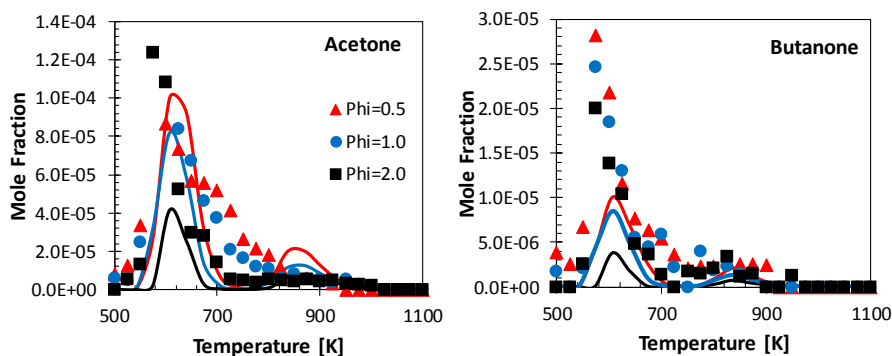 Acetone
Mole Fraction
1.4E-04
1.2E-04
1.0E-04
8.0E-05
6.0E-05
4.0E-05
2.0E-05
0.0E+00
Phi=0.5
Phi=1.0
Phi=2.0
500 700 900 1100
Temperature [K]
Butanone
Mole Fraction
3.0E-05
2.5E-05
2.0E-05
1.5E-05
1.0E-05
5.0E-06
0.0E+00
500 700 900 1100
Temperature [K]